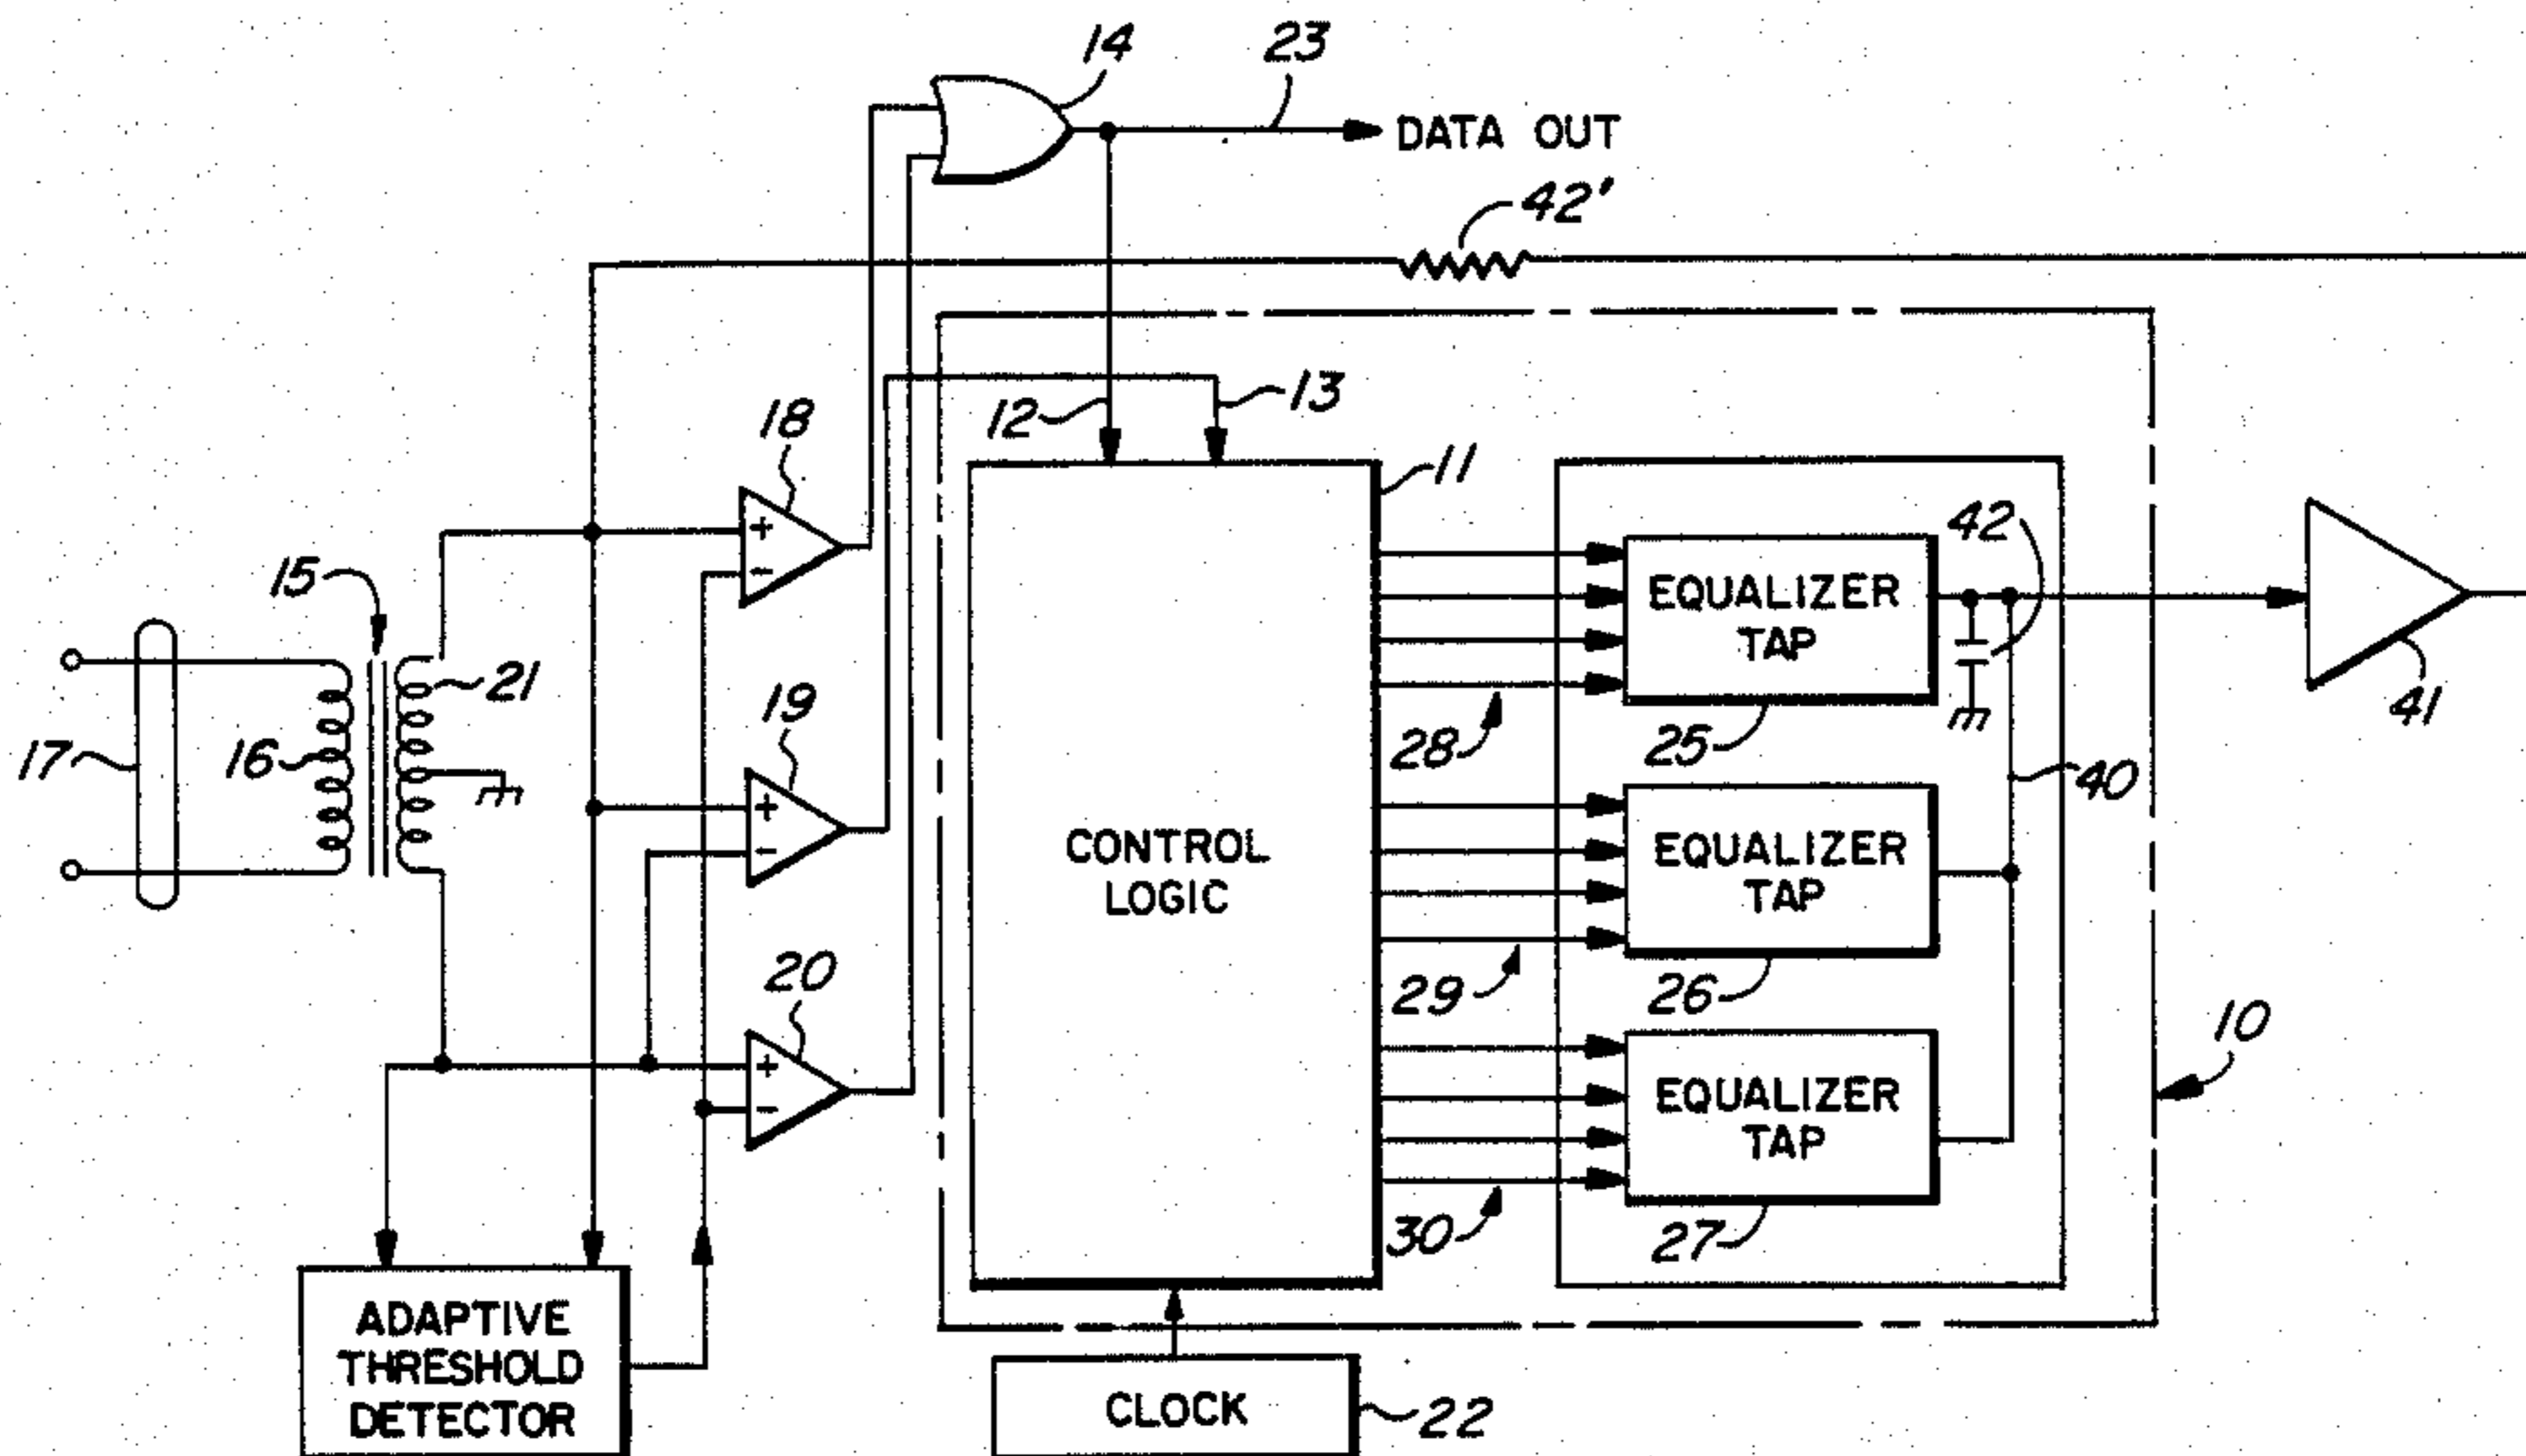 14
23
DATA OUT
42'
12
13
18
11
15
EQUALIZER
TAP
42
21
19
28
25
41
17
16
40
CONTROL
LOGIC
EQUALIZER
TAP
20
29
26
10
EQUALIZER
TAP
30
27
ADAPTIVE
THRESHOLD
DETECTOR
CLOCK
22